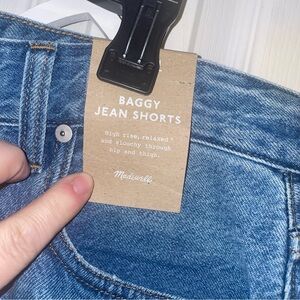 BAGGY
JEAN SHORTS
High rise, relaxed
and slouchy through
hip and thigh.
Madewell